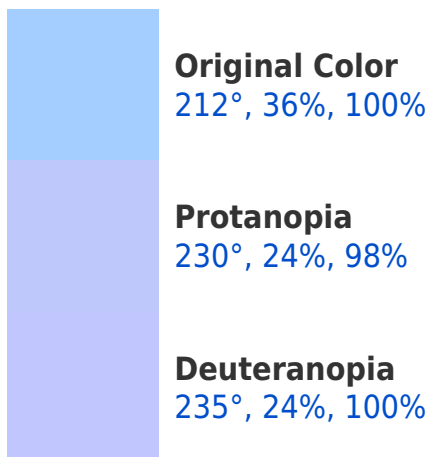 Original Color
212°, 36%, 100%
Protanopia
230°, 24%, 98%
Deuteranopia
235°, 24%, 100%